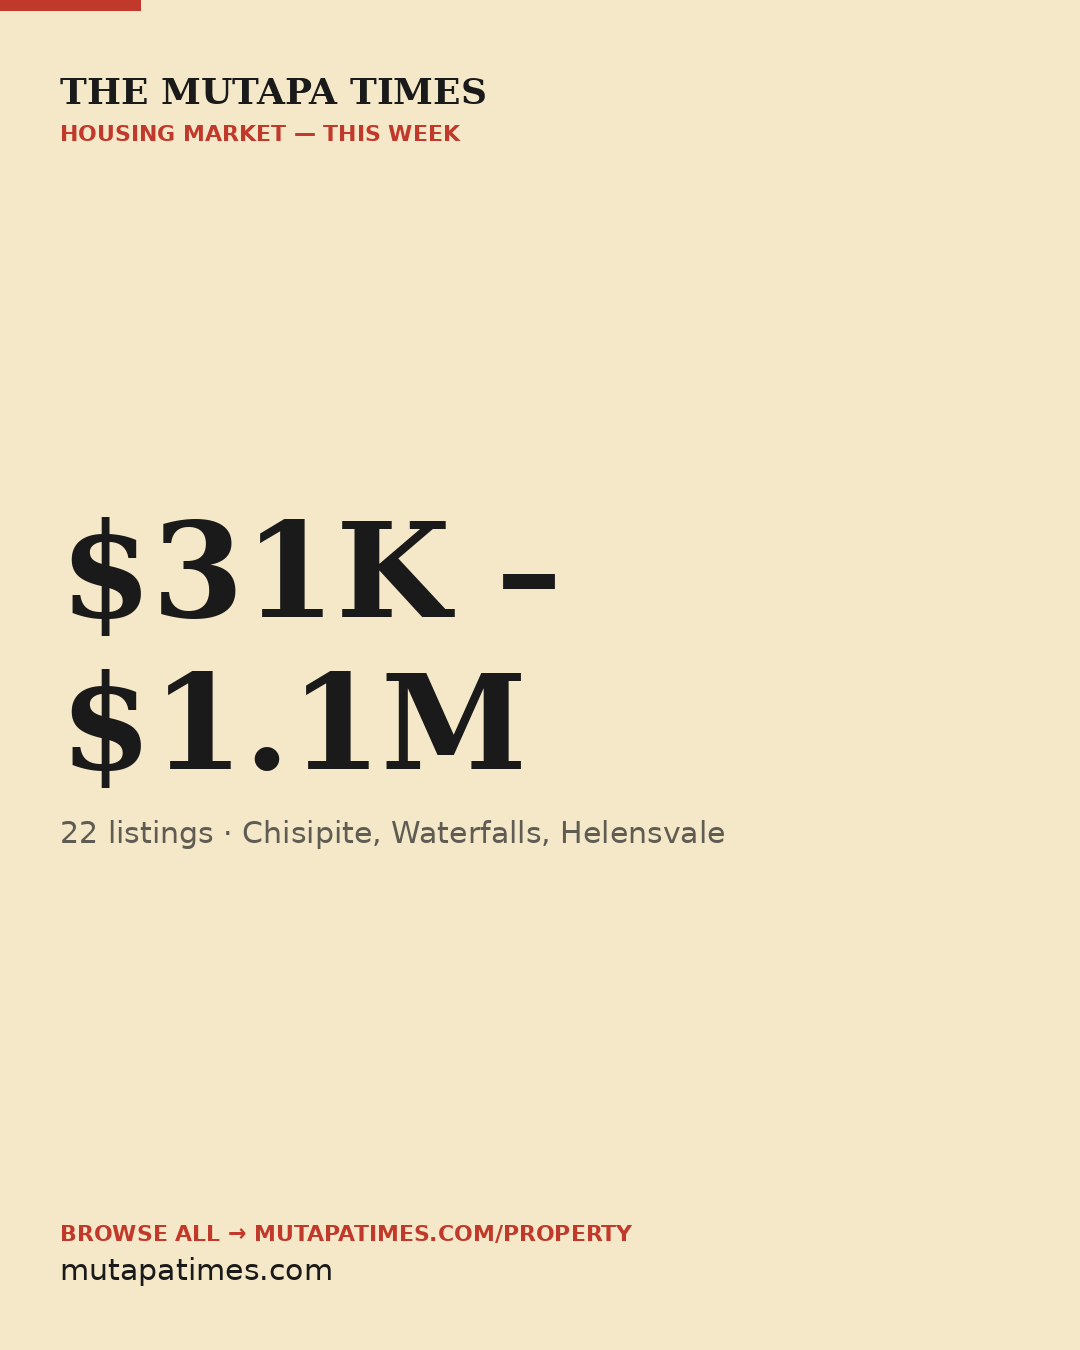 THE MUTAPA TIMES
HOUSING MARKET — THIS WEEK
$31K –
$1.1M
22 listings · Chisipite, Waterfalls, Helensvale
BROWSE ALL → MUTAPATIMES.COM/PROPERTY
mutapatimes.com